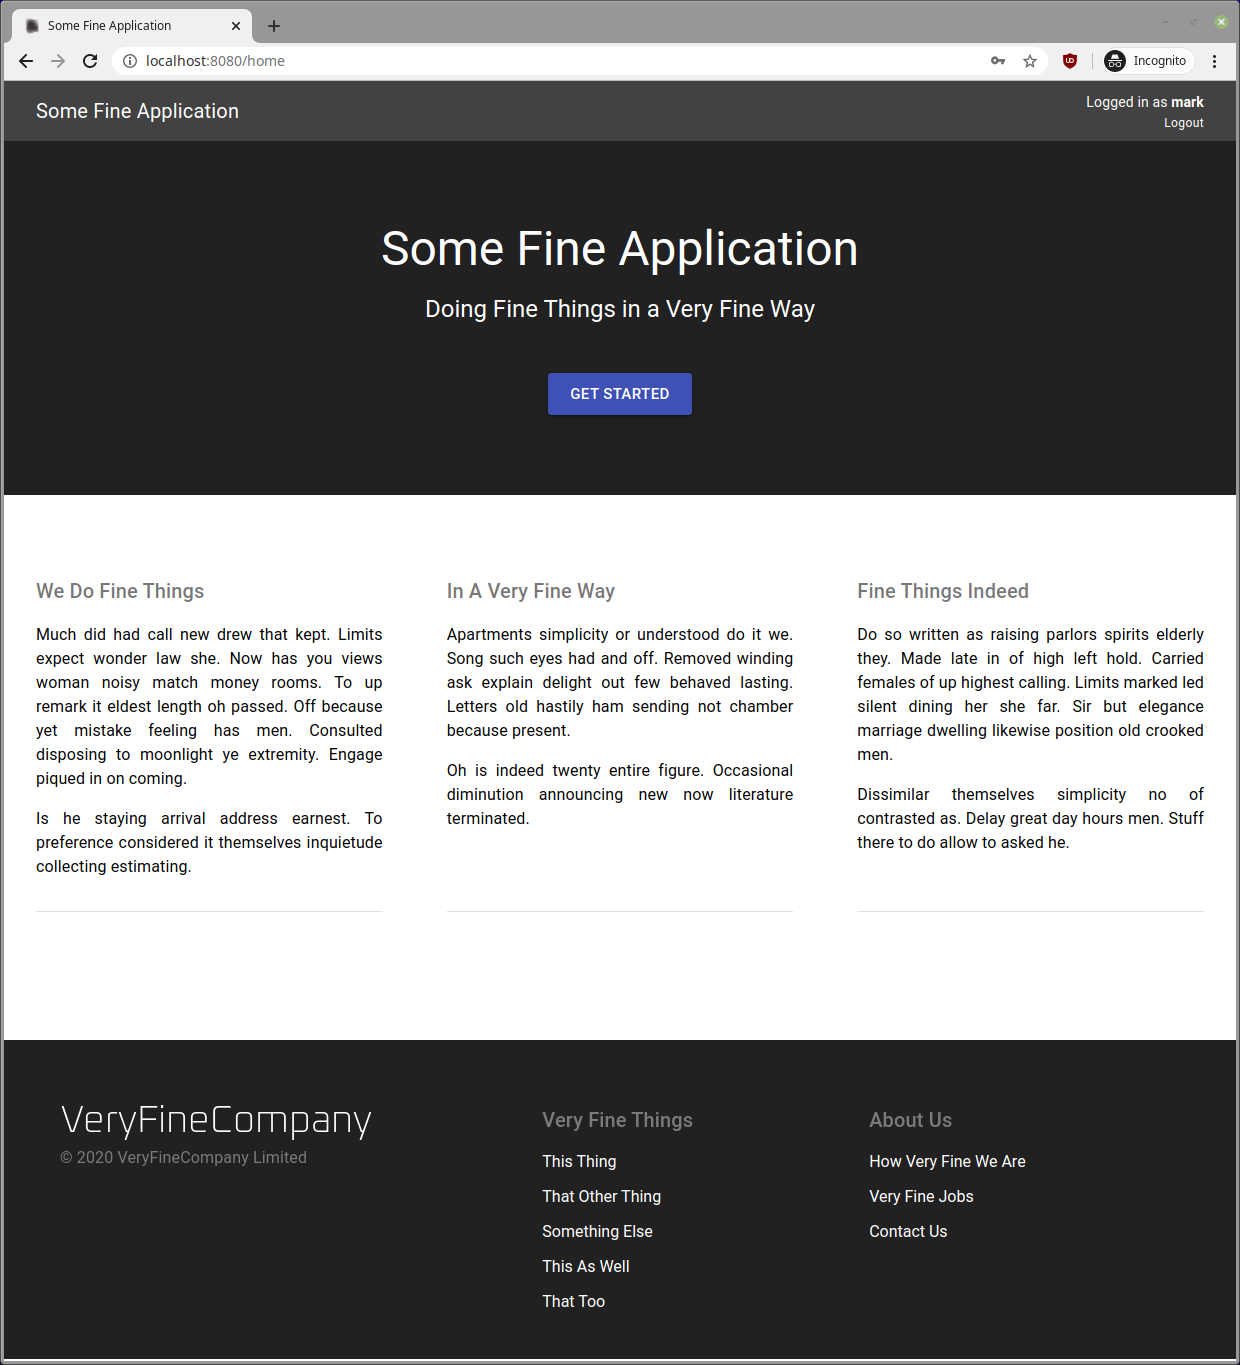 Some Fine Application
localhost:8080/home
Incognito
Some Fine Application
Logged in as mark
Logout
Some Fine Application
Doing Fine Things in a Very Fine Way
GET STARTED
We Do Fine Things
Much did had call new drew that kept. Limits
expect wonder law she. Now has you views
woman noisy match money rooms. To up
remark it eldest length oh passed. Off because
yet mistake feeling has men. Consulted
disposing to moonlight ye extremity. Engage
piqued in on coming.
Is he staying arrival address earnest. To
preference considered it themselves inquietude
collecting estimating.
In A Very Fine Way
Apartments simplicity or understood do it we.
Song such eyes had and off. Removed winding
ask explain delight out few behaved lasting.
Letters old hastily ham sending not chamber
because present.
Oh is indeed twenty entire figure. Occasional
diminution announcing new now literature
terminated.
Fine Things Indeed
Do so written as raising parlors spirits elderly
they. Made late in of high left hold. Carried
females of up highest calling. Limits marked led
silent dining her she far. Sir but elegance
marriage dwelling likewise position old crooked
men.
Dissimilar themselves simplicity no of
contrasted as. Delay great day hours men. Stuff
there to do allow to asked he.
VeryFineCompany
© 2020 VeryFineCompany Limited
Very Fine Things
This Thing
That Other Thing
Something Else
This As Well
That Too
About Us
How Very Fine We Are
Very Fine Jobs
Contact Us